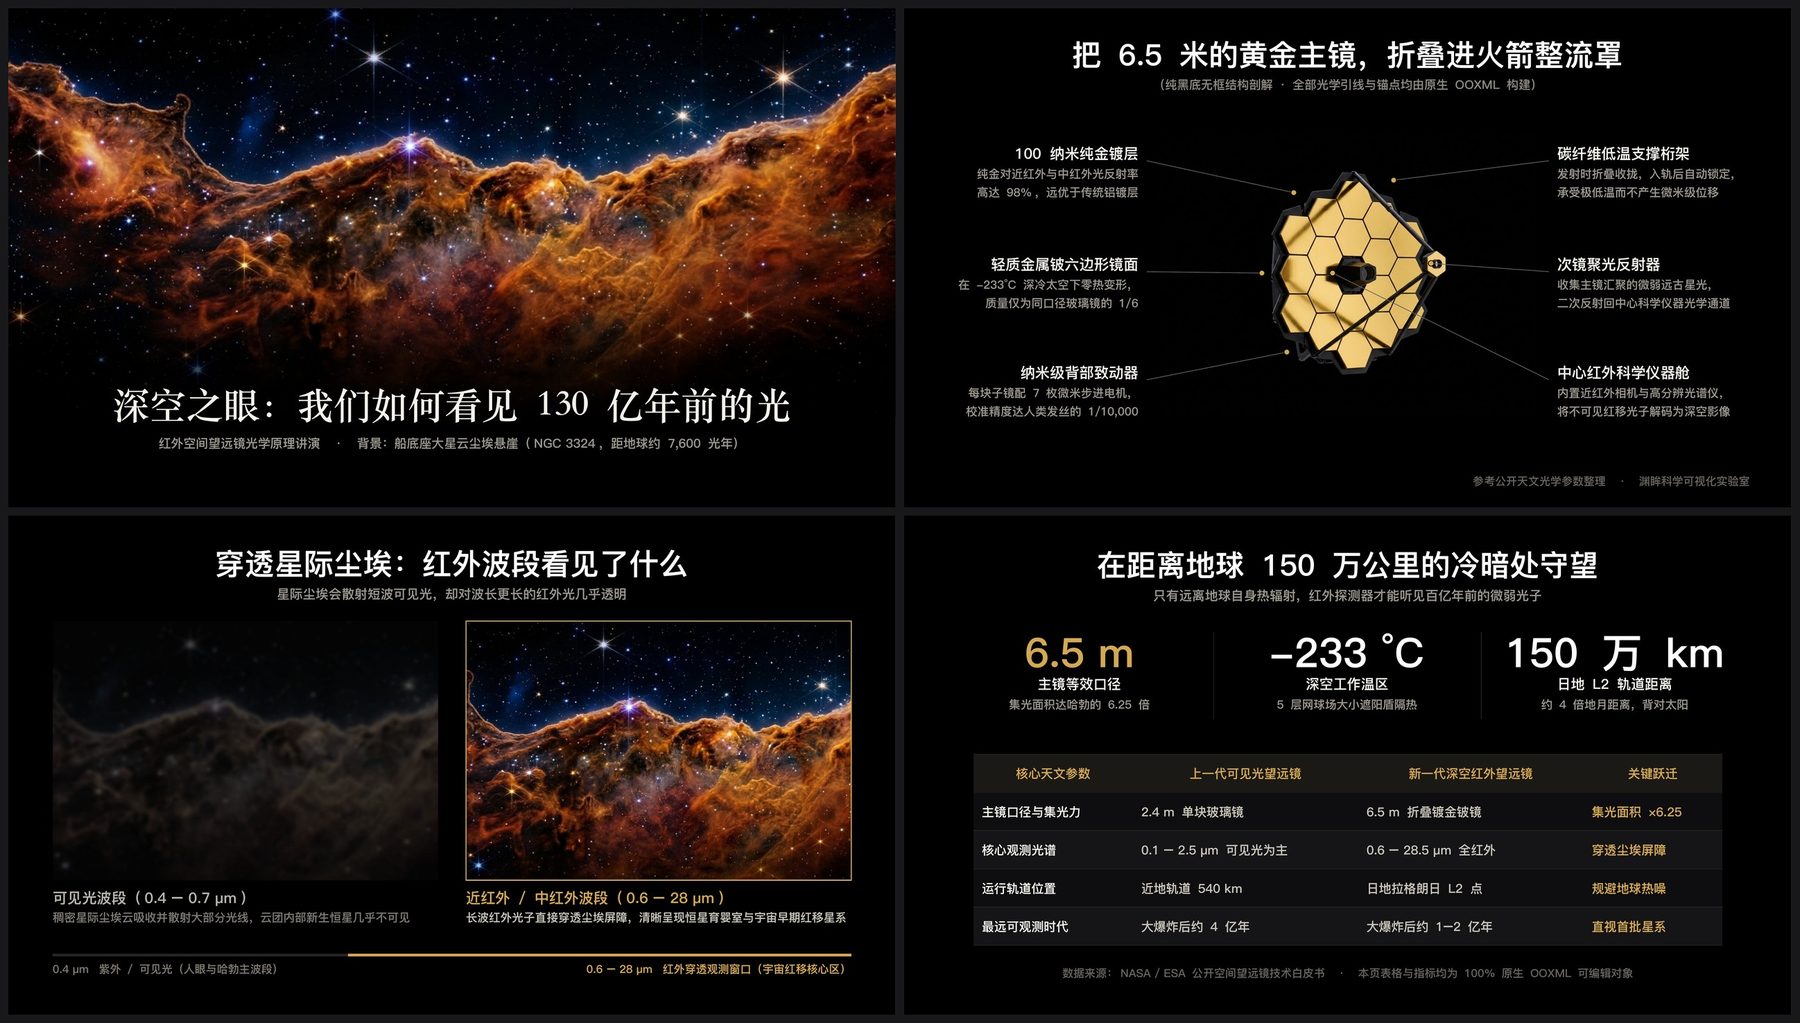 深空之眼：我们如何看见 130 亿年前的光
红外空间望远镜光学原理讲演 · 背景：船底座大星云尘埃悬崖（NGC 3324，距地球约 7,600 光年）
把 6.5 米的黄金主镜，折叠进火箭整流罩
（纯黑底无框结构剖解 · 全部光学引线与锚点均由原生 OOXML 构建）
100 纳米纯金镀层
纯金对近红外与中红外光反射率
高达 98%，远优于传统铝镀层
轻质金属铍六边形镜面
在 −233°C 深冷太空下零热变形，
质量仅为同口径玻璃镜的 1/6
纳米级背部致动器
每块子镜配 7 枚微米步进电机，
校准精度达人类发丝的 1/10,000
碳纤维低温支撑桁架
发射时折叠收拢，入轨后自动锁定，
承受极低温而不产生微米级位移
次镜聚光反射器
收集主镜汇聚的微弱远古星光，
二次反射回中心科学仪器光学通道
中心红外科学仪器舱
内置近红外相机与高分辨光谱仪，
将不可见红移光子解码为深空影像
参考公开天文光学参数整理 · 渊眸科学可视化实验室
穿透星际尘埃：红外波段看见了什么
星际尘埃会散射短波可见光，却对波长更长的红外光几乎透明
可见光波段（0.4 – 0.7 μm）
稠密星际尘埃云吸收并散射大部分光线，云团内部新生恒星几乎不可见
近红外 / 中红外波段（0.6 – 28 μm）
长波红外光子直接穿透尘埃屏障，清晰呈现恒星育婴室与宇宙早期红移星系
0.4 μm 紫外 / 可见光（人眼与哈勃主波段）
0.6 – 28 μm 红外穿透观测窗口（宇宙红移核心区）
在距离地球 150 万公里的冷暗处守望
只有远离地球自身热辐射，红外探测器才能听见百亿年前的微弱光子
6.5 m
主镜等效口径
集光面积达哈勃的 6.25 倍
−233 °C
深空工作温区
5 层网球场大小遮阳盾隔热
150 万 km
日地 L2 轨道距离
约 4 倍地月距离，背对太阳
核心天文参数 上一代可见光望远镜 新一代深空红外望远镜 关键跃迁
主镜口径与集光力 2.4 m 单块玻璃镜 6.5 m 折叠镀金铍镜 集光面积 ×6.25
核心观测光谱 0.1 – 2.5 μm 可见光为主 0.6 – 28.5 μm 全红外 穿透尘埃屏障
运行轨道位置 近地轨道 540 km 日地拉格朗日 L2 点 规避地球热噪
最远可观测时代 大爆炸后约 4 亿年 大爆炸后约 1–2 亿年 直视首批星系
数据来源：NASA / ESA 公开空间望远镜技术白皮书 · 本页表格与指标均为 100% 原生 OOXML 可编辑对象